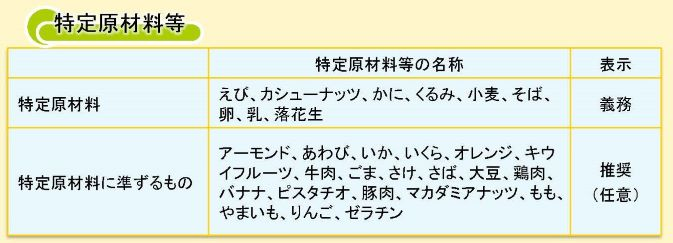 特定原材料等
特定原材料等の名称 表示
特定原材料
えび、カシューナッツ、かに、くるみ、小麦、そば、
卵、乳、落花生
義務
特定原材料に準ずるもの
アーモンド、あわび、いか、いくら、オレンジ、キウ
イフルーツ、牛肉、ごま、さけ、さば、大豆、鶏肉、
バナナ、ピスタチオ、豚肉、マカダミアナッツ、もも、
やまいも、りんご、ゼラチン
推奨
（任意）